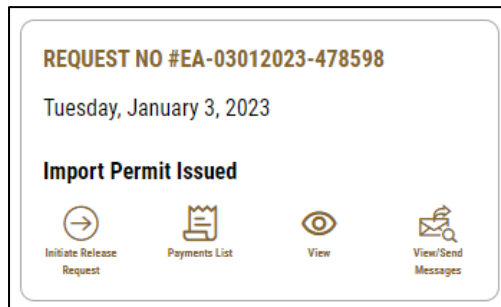 REQUEST NO #EA-03012023-478598
Tuesday, January 3, 2023
Import Permit Issued
Initiate Release Request
Payments List
View
View/Send Messages